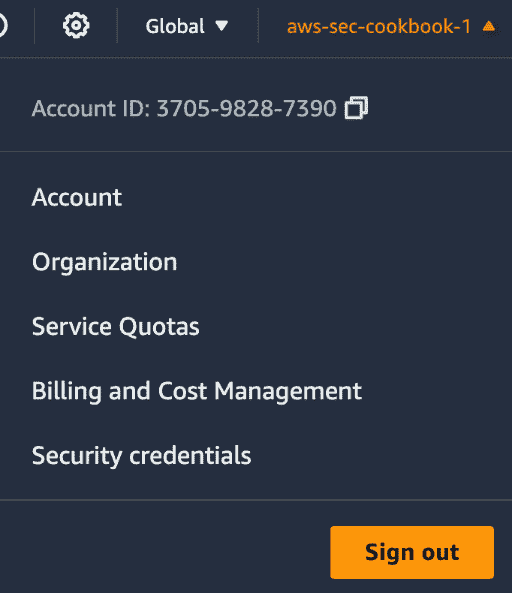 Global aws-sec-cookbook-1
Account ID: 3705-9828-7390
Account
Organization
Service Quotas
Billing and Cost Management
Security credentials
Sign out